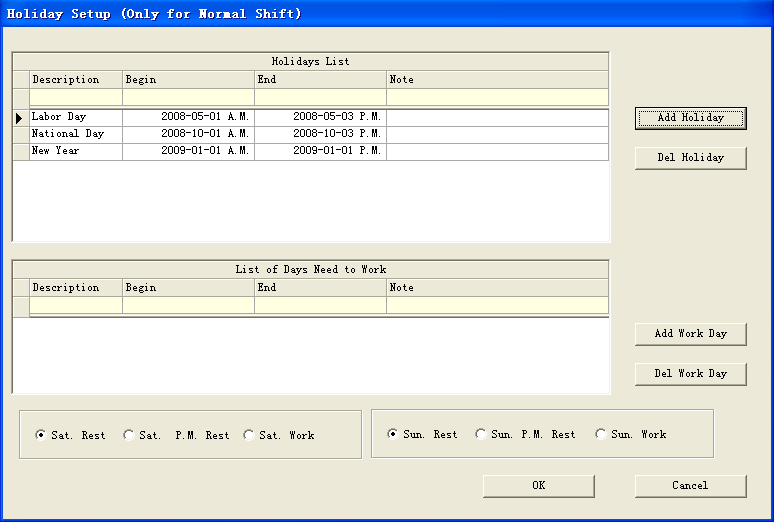 Holiday Setup (Only for Normal Shift)
Holidays List
Description Begin End Note
Labor Day 2008-05-01 A.M. 2008-05-03 P.M.
National Day 2008-10-01 A.M. 2008-10-03 P.M.
New Year 2009-01-01 A.M. 2009-01-01 P.M.
Add Holiday
Del Holiday
List of Days Need to Work
Description Begin End Note
Add Work Day
Del Work Day
Sat. Rest Sat. P.M. Rest Sat. Work
Sun. Rest Sun. P.M. Rest Sun. Work
OK Cancel